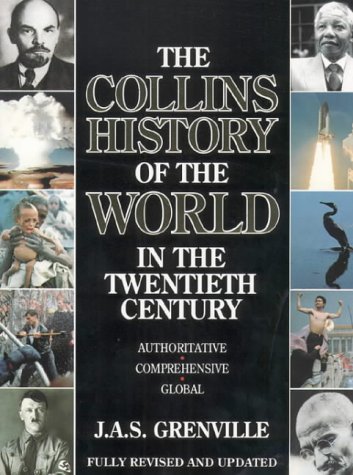 THE
COLLINS
HISTORY
OF THE
WORLD
IN THE
TWENTIETH
CENTURY
AUTHORITATIVE
COMPREHENSIVE
GLOBAL
J.A.S. GRENVILLE
FULLY REVISED AND UPDATED